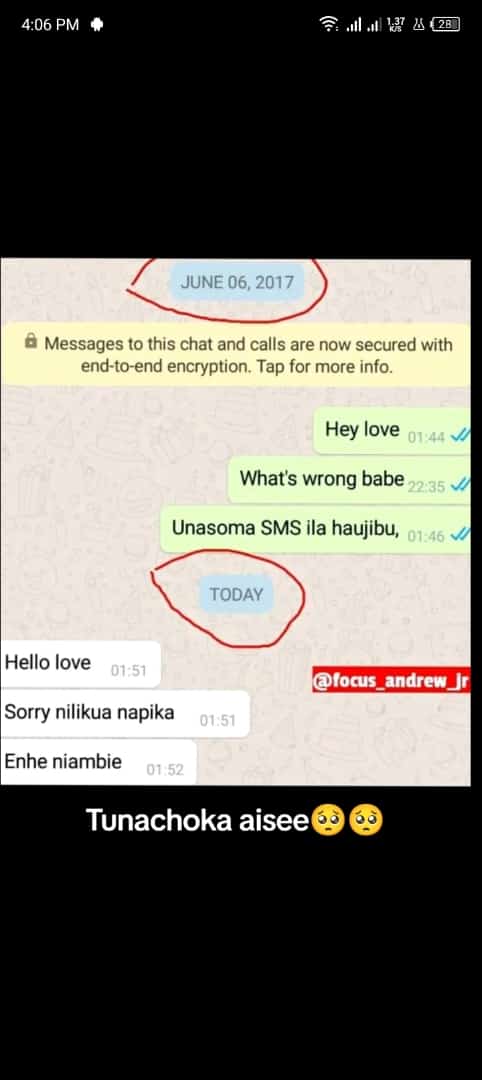 4:06 PM
1.37
K/S
28
JUNE 06, 2017
Messages to this chat and calls are now secured with
end-to-end encryption. Tap for more info.
Hey love 01:44
What's wrong babe 22:35
Unasoma SMS ila haujibu, 01:46
TODAY
Hello love 01:51
@focus_andrew_jr
Sorry nilikua napika 01:51
Enhe niambie 01:52
Tunachoka aisee🥺🥺